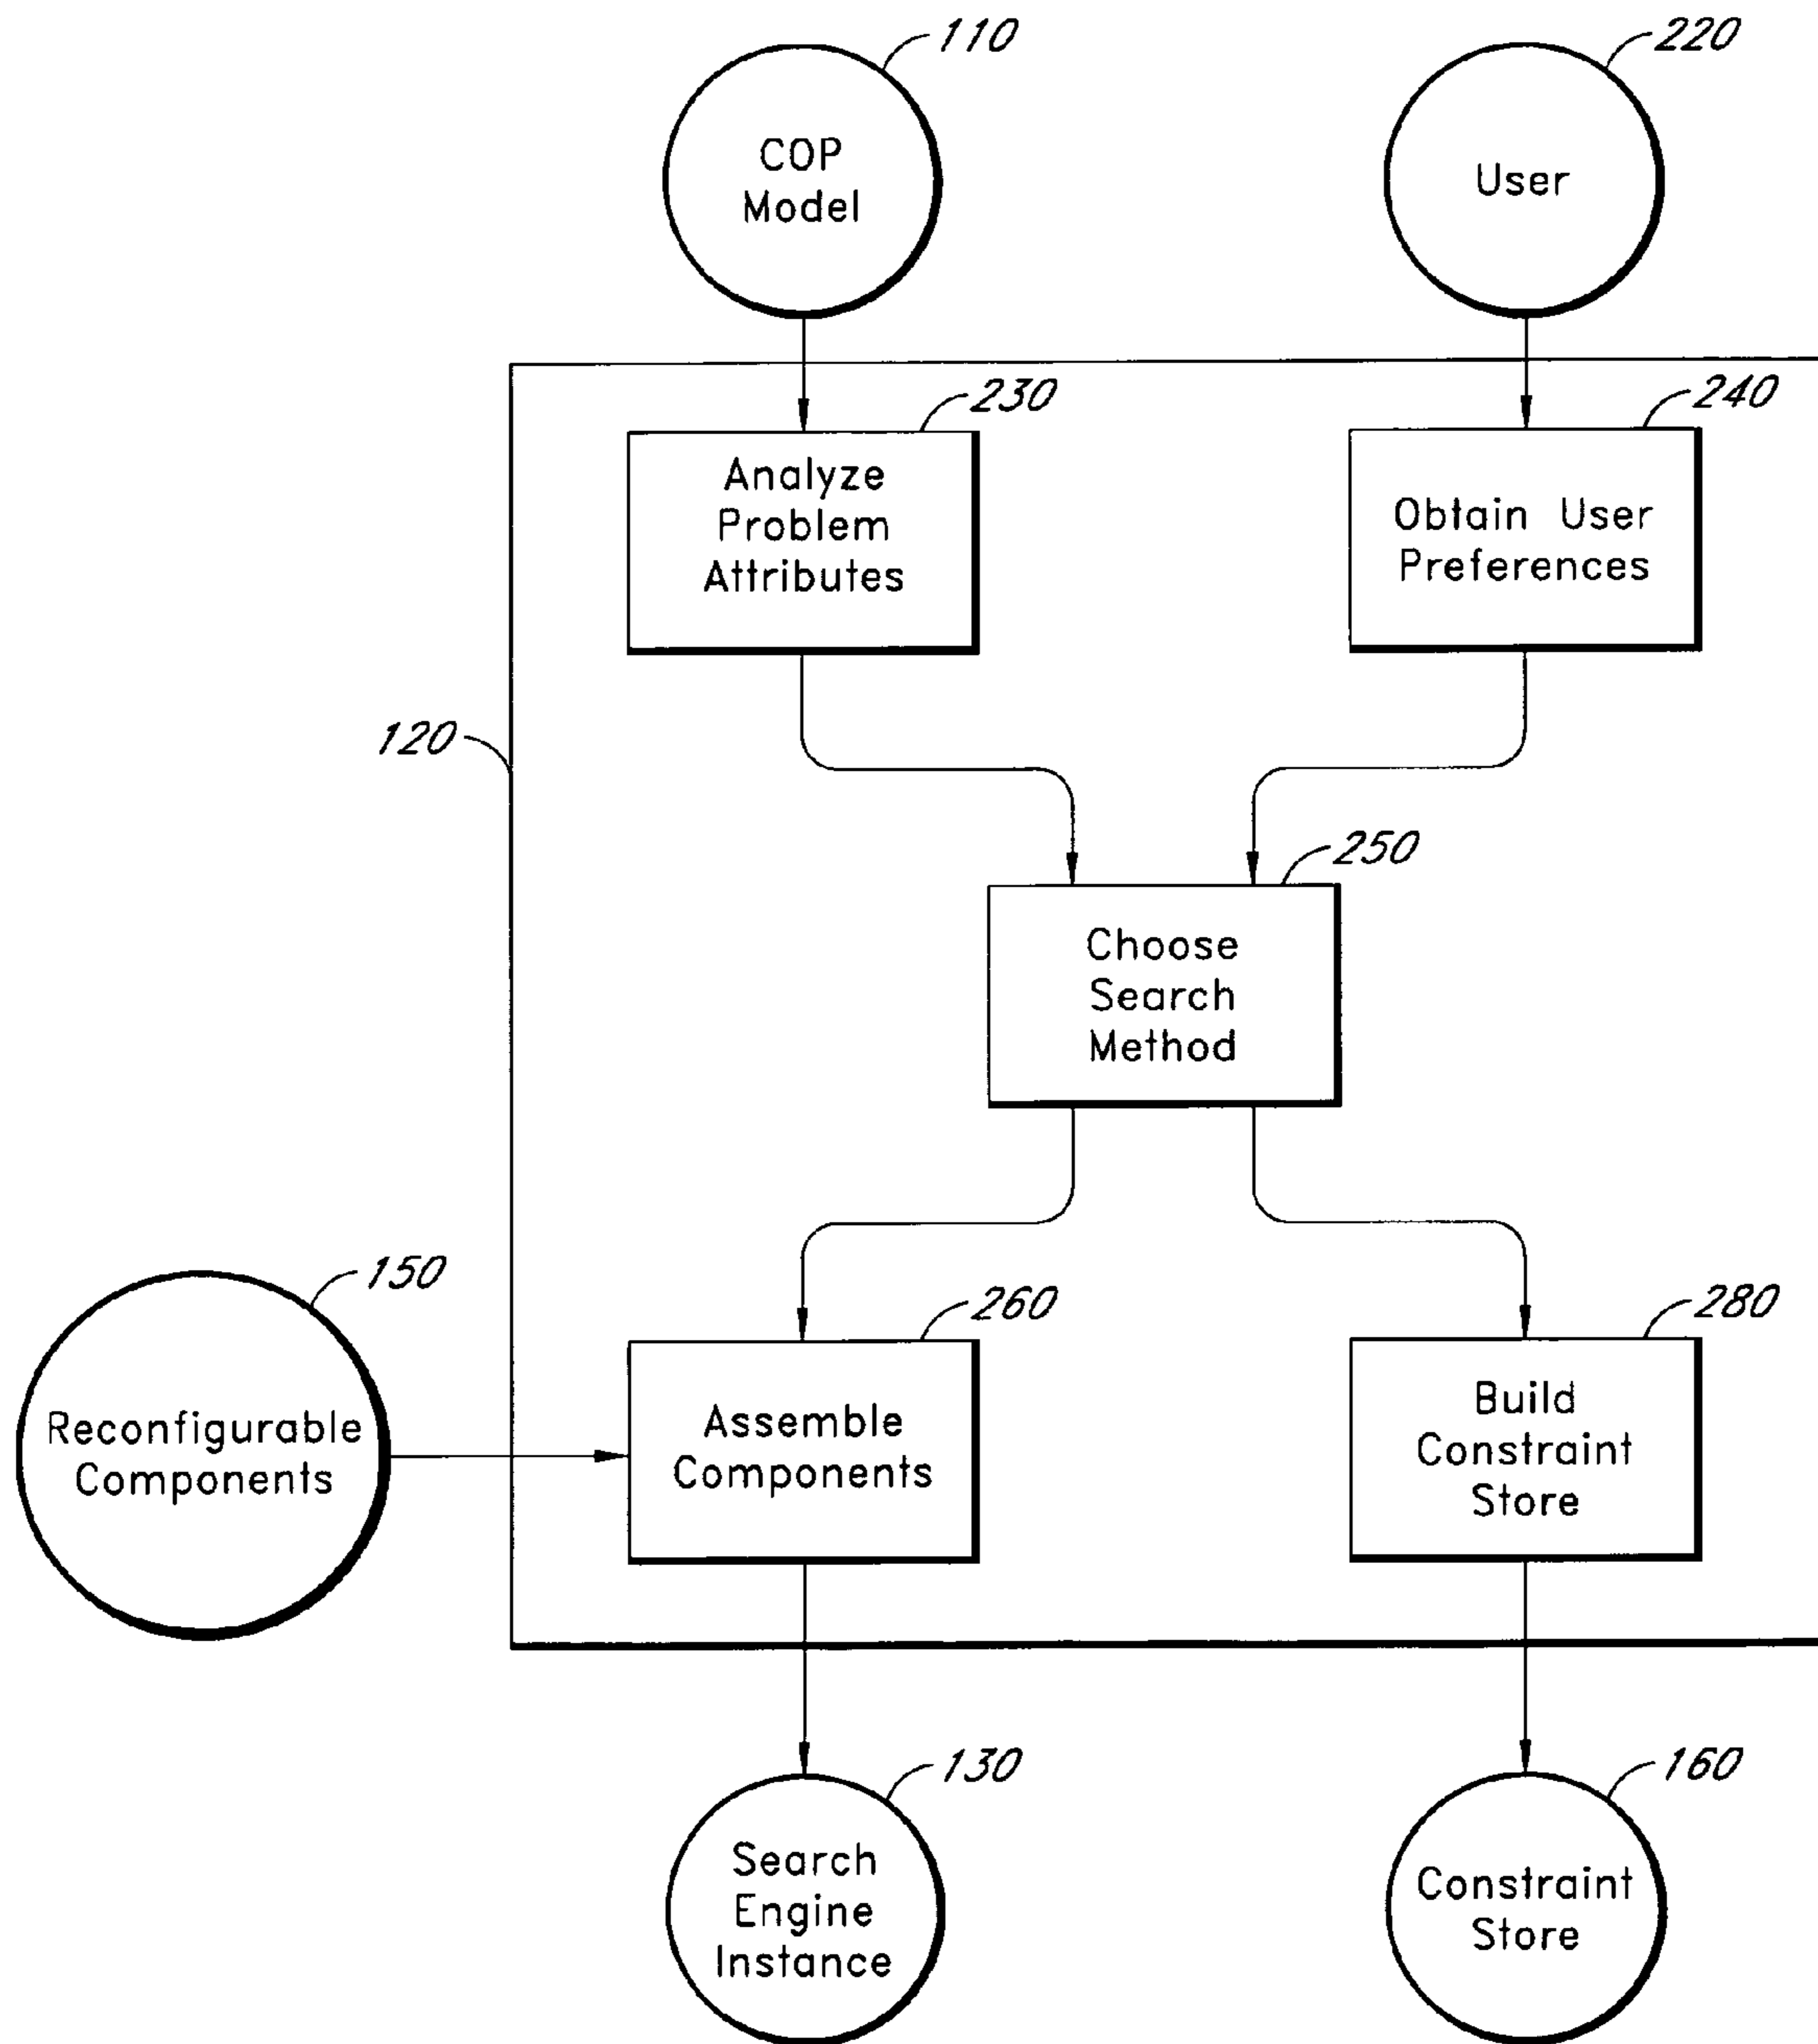 110
COP
Model
220
User
230
Analyze
Problem
Attributes
240
Obtain User
Preferences
120
250
Choose
Search
Method
150
Reconfigurable
Components
260
Assemble
Components
280
Build
Constraint
Store
130
Search
Engine
Instance
160
Constraint
Store